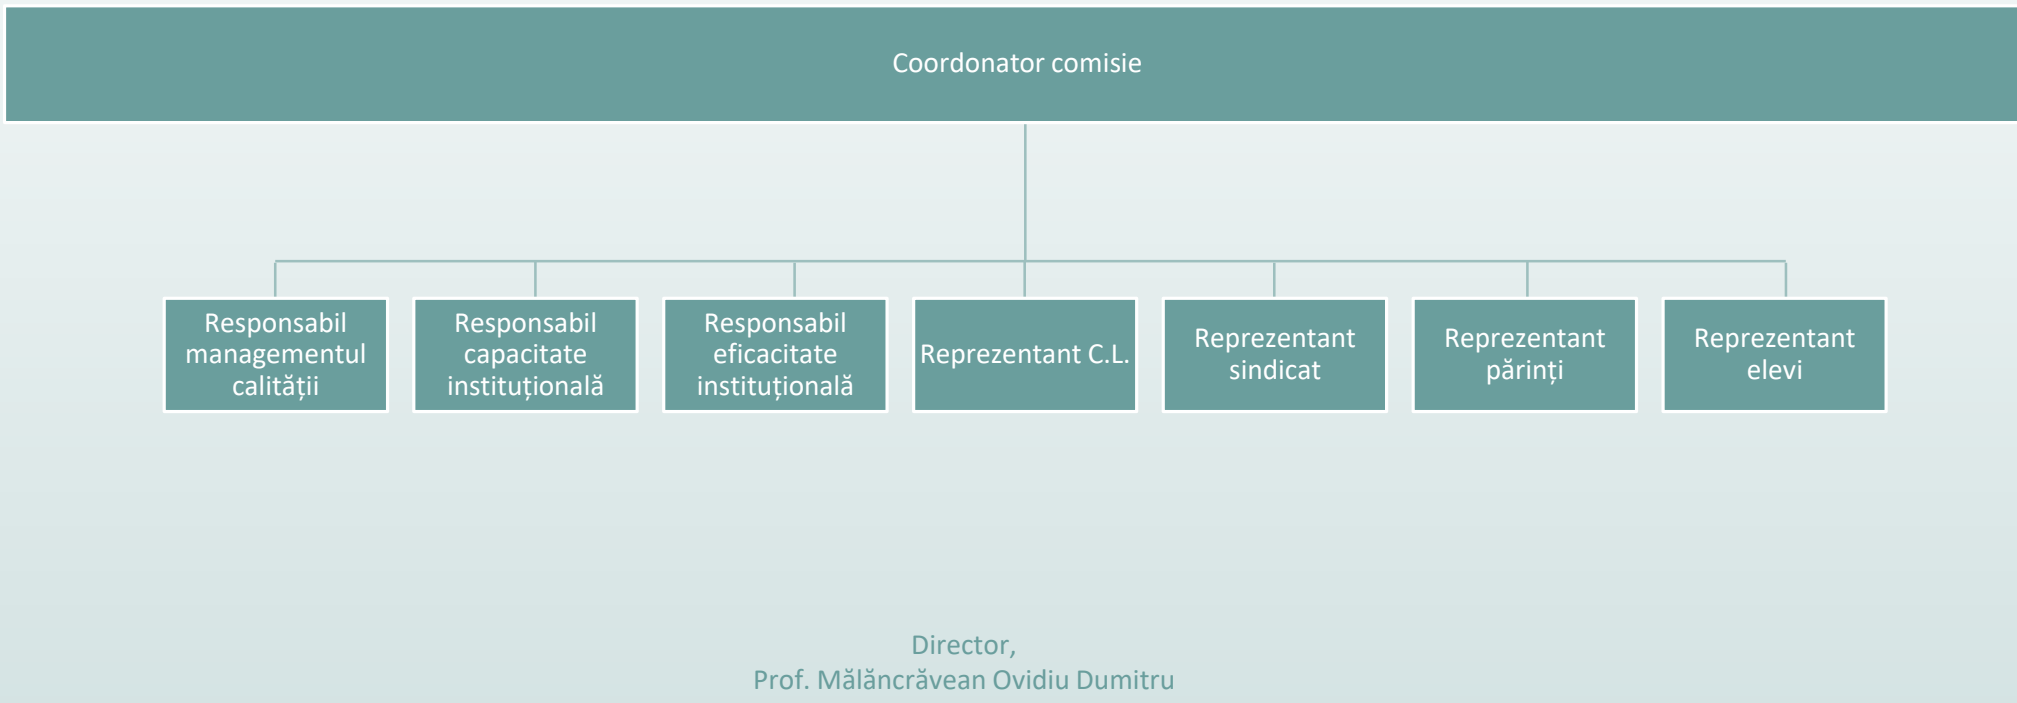 Coordonator comisie
Responsabil
managementul
calității
Responsabil
capacitate
instituțională
Responsabil
eficacitate
instituțională
Reprezentant C.L.
Reprezentant
sindicat
Reprezentant
părinți
Reprezentant
elevi
Director,
Prof. Mălăncrăvean Ovidiu Dumitru